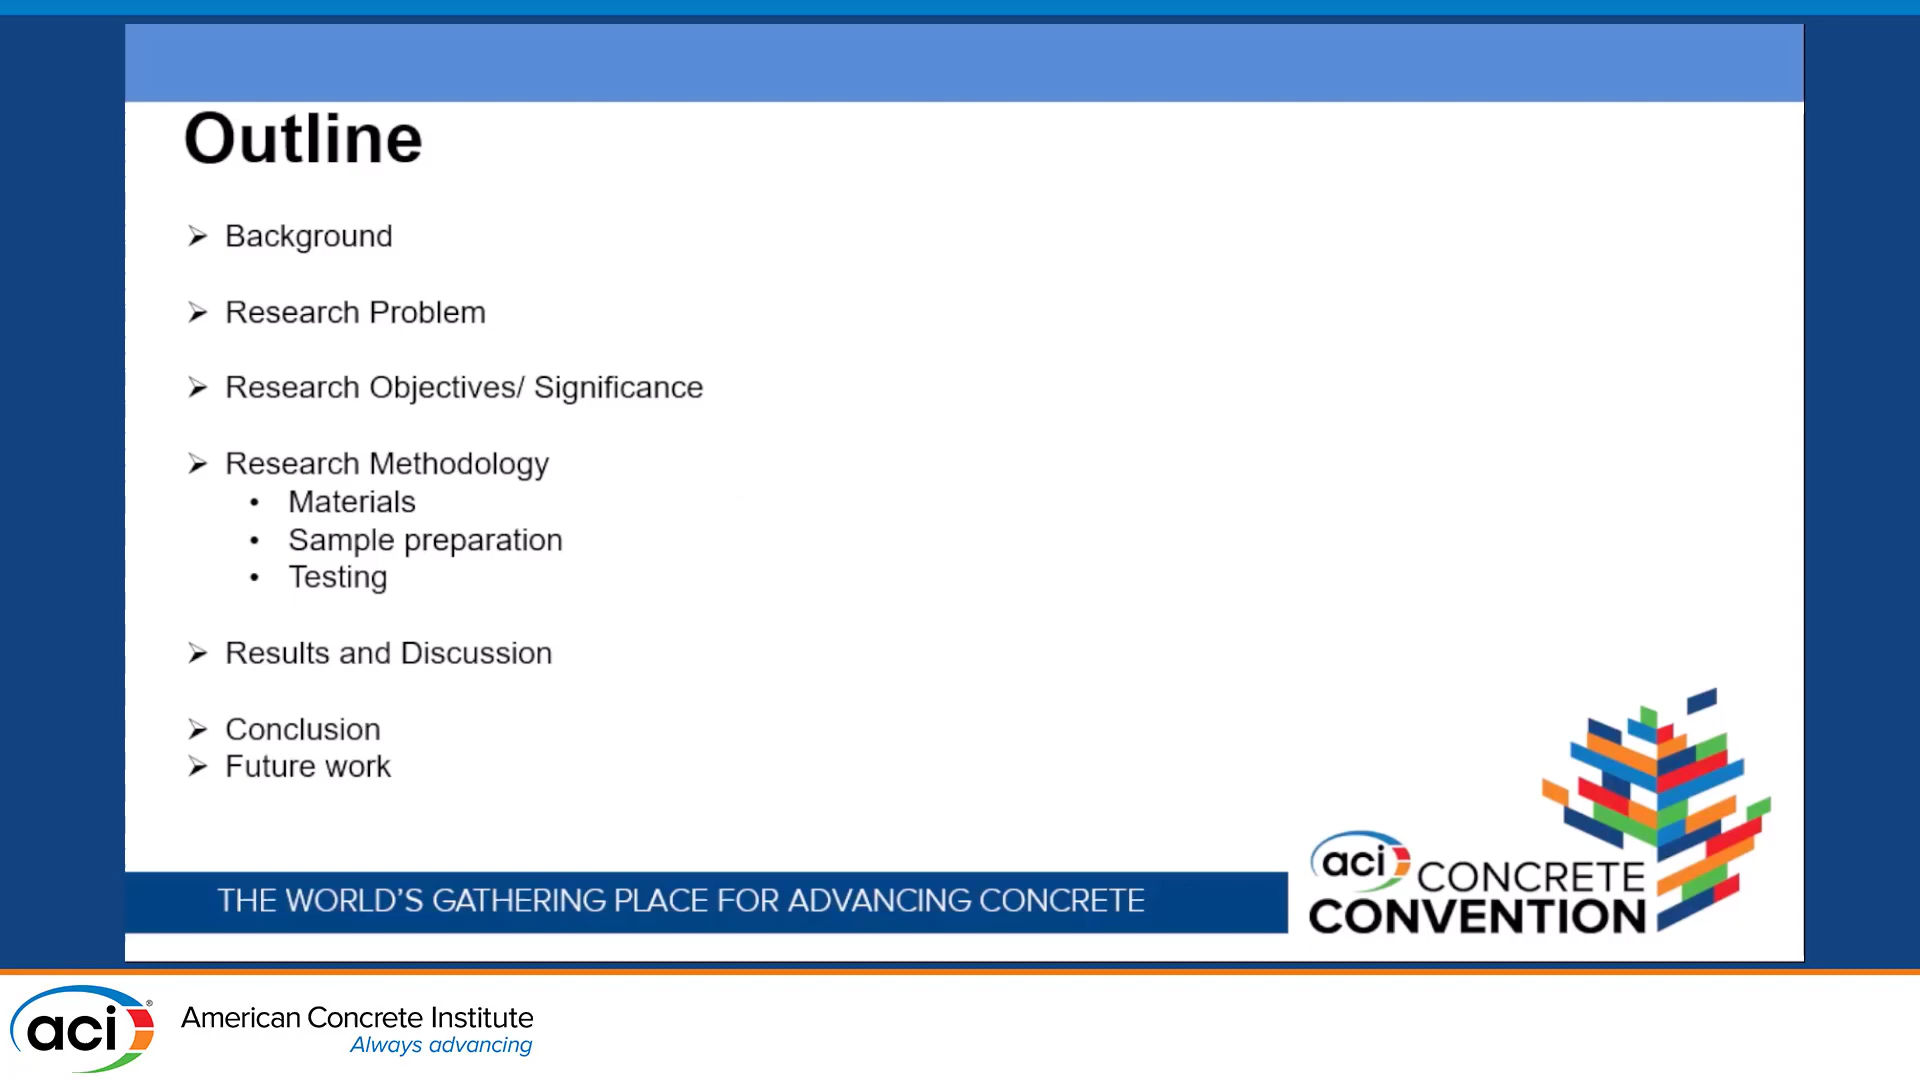 Outline
➢ Background
➢ Research Problem
➢ Research Objectives/ Significance
➢ Research Methodology
• Materials
• Sample preparation
• Testing
➢ Results and Discussion
➢ Conclusion
➢ Future work
THE WORLD'S GATHERING PLACE FOR ADVANCING CONCRETE
aci CONCRETE
CONVENTION
aci®
American Concrete Institute
Always advancing